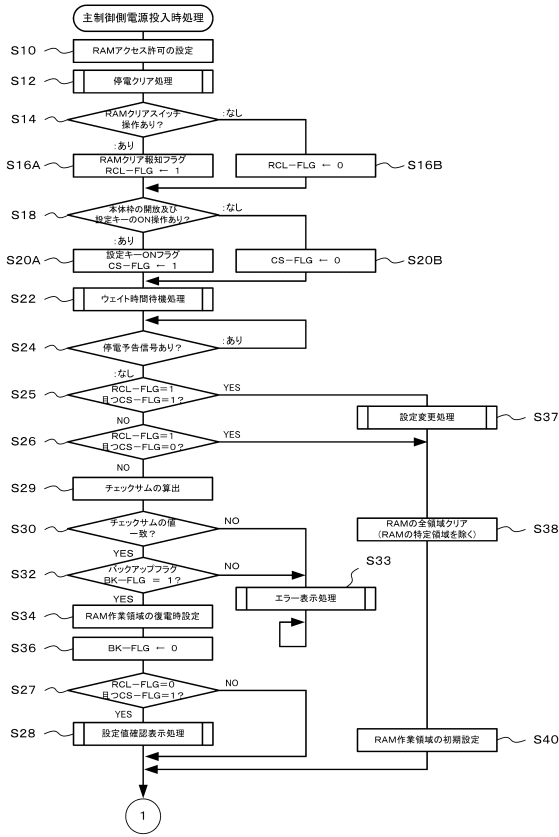 主制御側電源投入時処理
S10
RAMアクセス許可の設定
S12
停電クリア処理
S14
RAMクリアスイッチ
操作あり?
:なし
:あり
S16A
RAMクリア報知フラグ
RCL-FLG ← 1
RCL-FLG ← 0
S16B
S18
本体枠の開放及び
設定キーのON操作あり?
:なし
:あり
S20A
設定キーONフラグ
CS-FLG ← 1
CS-FLG ← 0
S20B
S22
ウェイト時間待機処理
S24
停電予告信号あり?
:あり
:なし
S25
RCL-FLG=1
且つCS-FLG=1?
YES
NO
設定変更処理
S37
S26
RCL-FLG=1
且つCS-FLG=0?
YES
NO
S29
チェックサムの算出
S30
チェックサムの値
一致?
NO
YES
RAMの全領域クリア
(RAMの特定領域を除く)
S38
S32
バックアップフラグ
BK-FLG = 1?
NO
YES
S33
エラー表示処理
S34
RAM作業領域の復電時設定
S36
BK-FLG ← 0
S27
RCL-FLG=0
且つCS-FLG=1?
NO
YES
S28
設定値確認表示処理
RAM作業領域の初期設定
S40
1